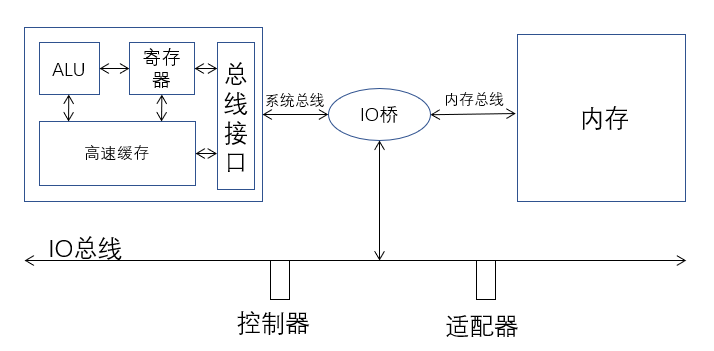 ALU
寄存
器
总
线
接
口
高速缓存
系统总线
IO桥
内存总线
内存
IO总线
控制器
适配器